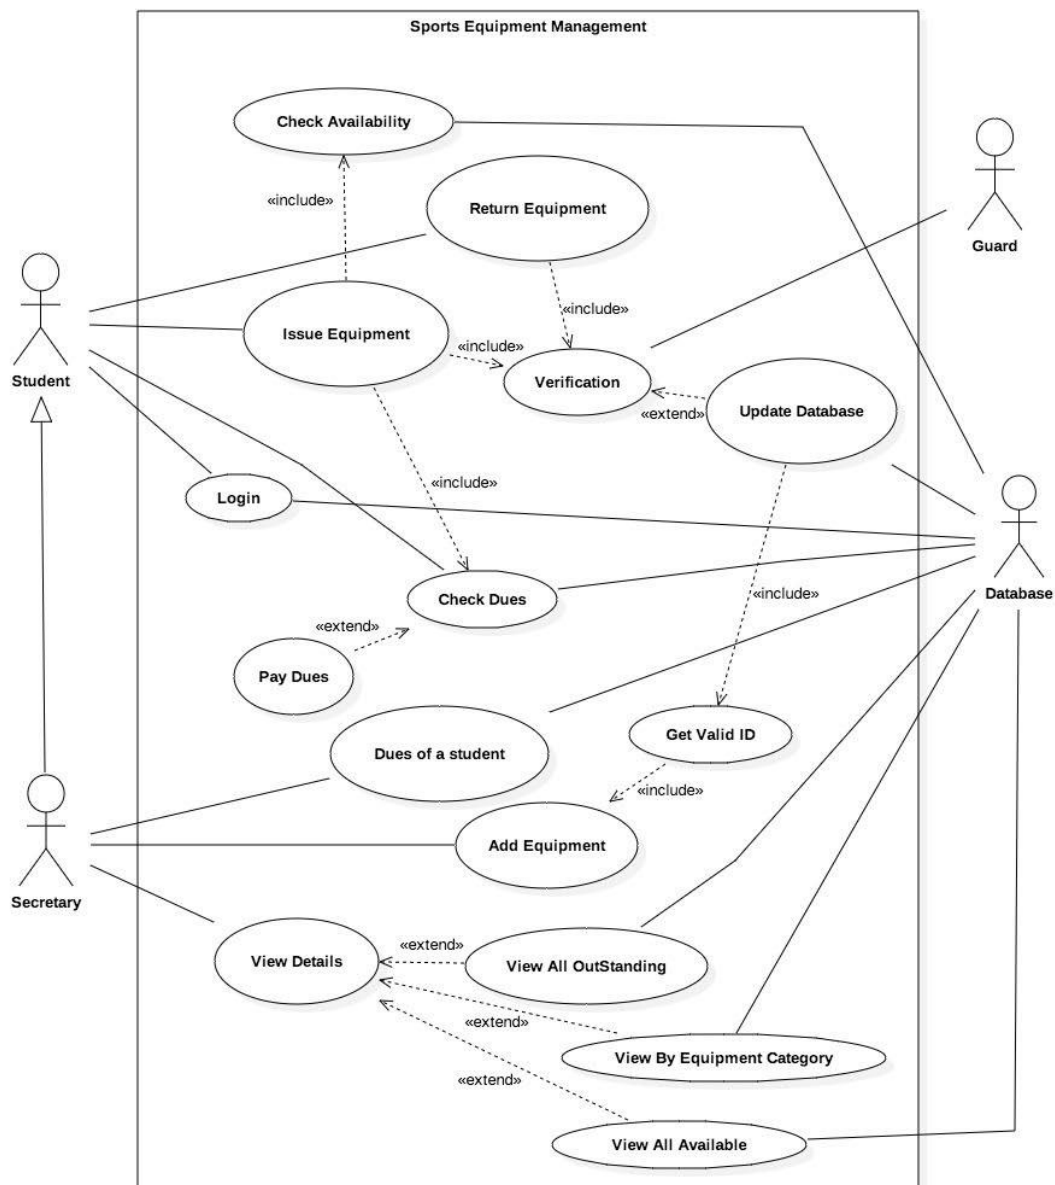 Sports Equipment Management
Check Availability
«include»
Return Equipment
Guard
Student
Issue Equipment
«include»
«include»
Verification
«extend»
Update Database
Login
«include»
Database
Check Dues
«include»
«extend»
Pay Dues
Dues of a student
Get Valid ID
«include»
Add Equipment
Secretary
View Details
«extend»
View All OutStanding
«extend»
View By Equipment Category
«extend»
View All Available